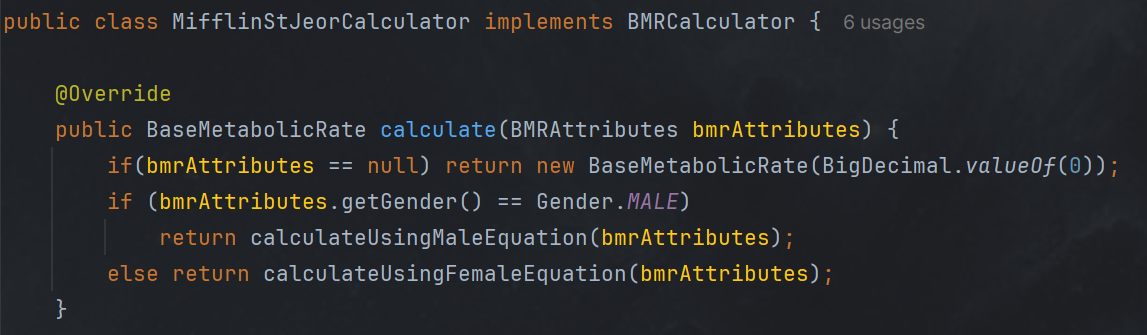 public class MifflinStJeorCalculator implements BMRCalculator { 6 usages
@Override
public BaseMetabolicRate calculate(BMRAttributes bmrAttributes) {
if(bmrAttributes == null) return new BaseMetabolicRate(BigDecimal.valueOf(0));
if (bmrAttributes.getGender() == Gender.MALE)
return calculateUsingMaleEquation(bmrAttributes);
else return calculateUsingFemaleEquation(bmrAttributes);
}